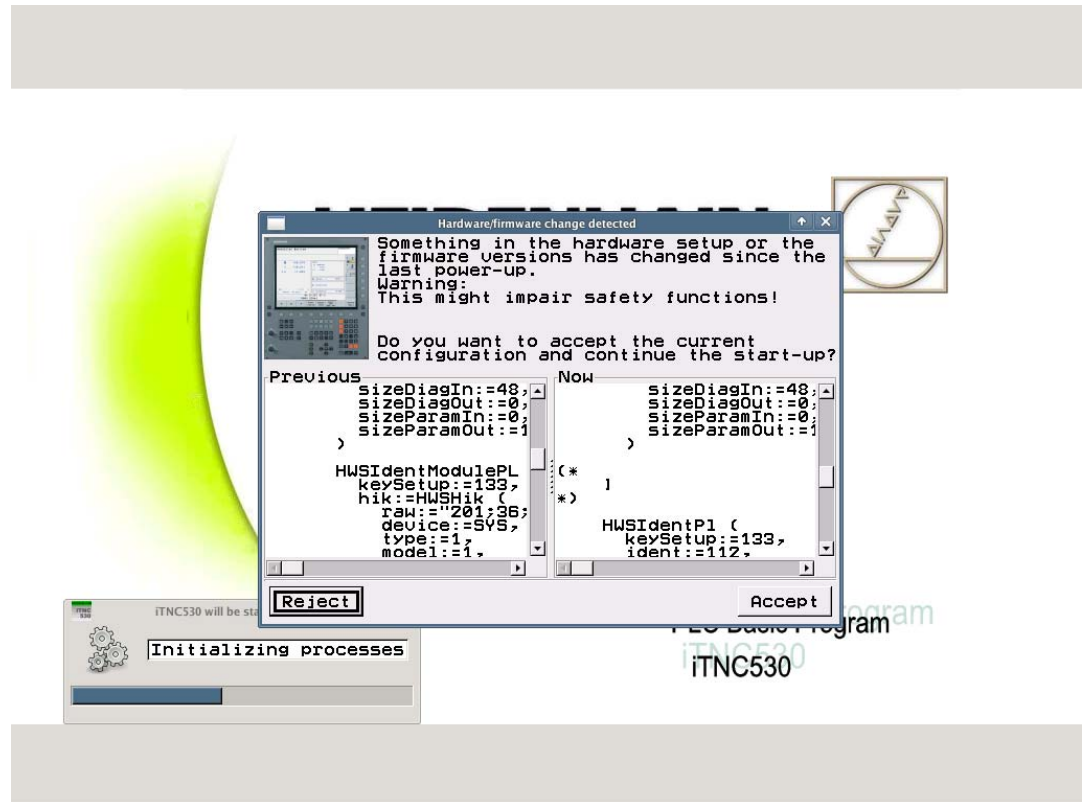 Hardware/firmware change detected
Something in the hardware setup or the
firmware versions has changed since the
last power-up.
Warning:
This might impair safety functions!
Do you want to accept the current
configuration and continue the start-up?
Previous
sizeDiagIn:=48,
sizeDiagOut:=0,
sizeParamIn:=0,
sizeParamOut:=1
)
HWSIdentModulePL
keySetup:=133,
hik:=HWSHik (
raw:="201;36;
device:=SYS,
type:=1,
model:=1,
Now
sizeDiagIn:=48,
sizeDiagOut:=0,
sizeParamIn:=0,
sizeParamOut:=1
)
(*
]
*)
HWSIdentPl (
keySetup:=133,
ident:=112,
Reject
Accept
iTNC530 will be
Initializing processes
PLC Basic Program
iTNC530